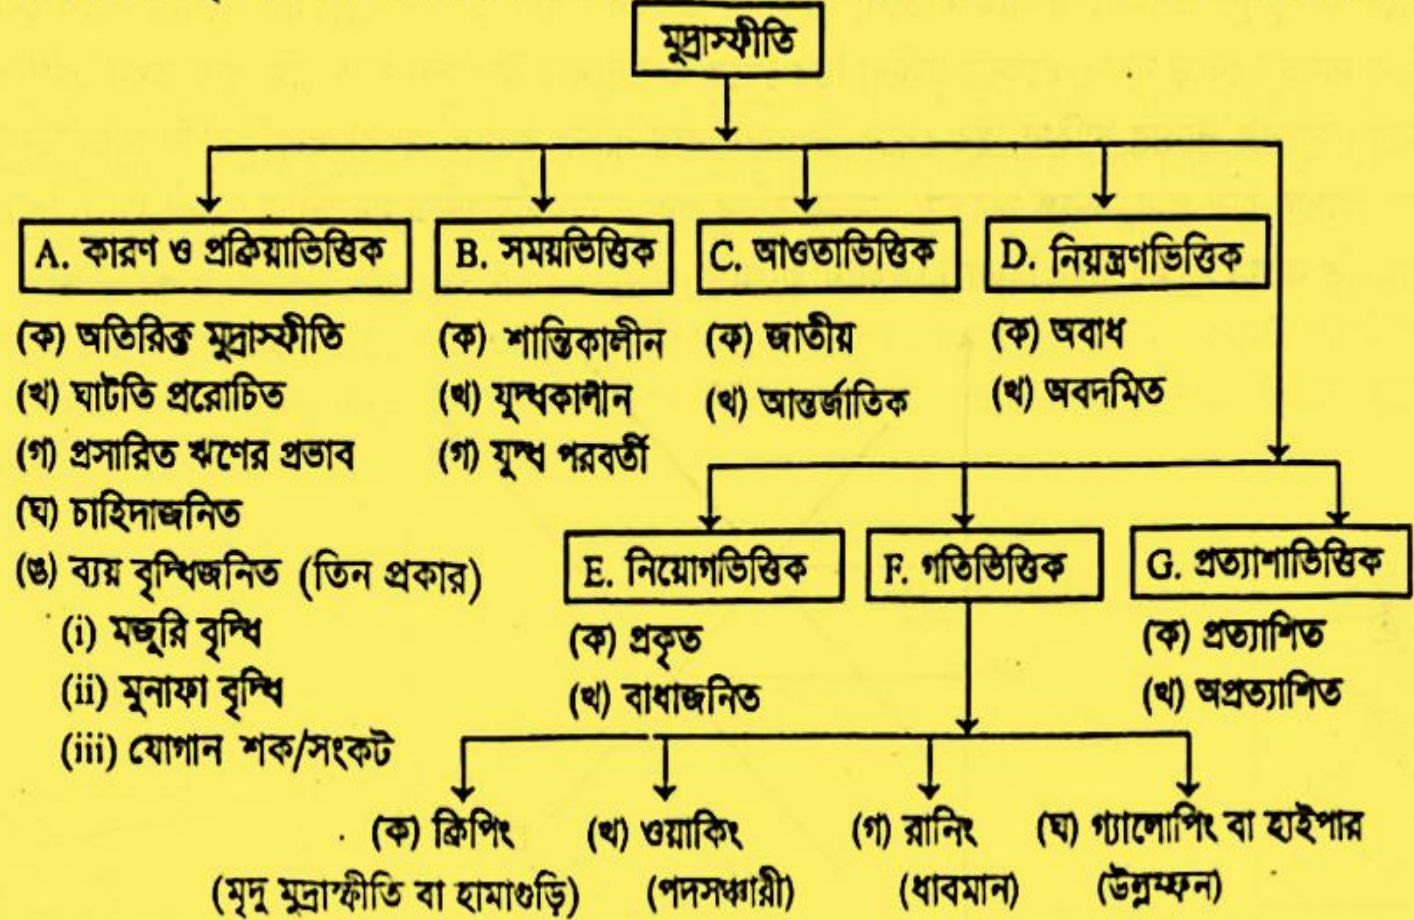 মুদ্রাস্ফীতি
A. কারণ ও প্রক্রিয়াভিত্তিক
(ক) অতিরিক্ত মুদ্রাস্ফীতি
(খ) ঘাটতি প্ররোচিত
(গ) প্রসারিত ঋণের প্রভাব
(ঘ) চাহিদাজনিত
(ঙ) ব্যয় বৃদ্ধিজনিত (তিন প্রকার)
(i) মজুরি বৃদ্ধি
(ii) মুনাফা বৃদ্ধি
(iii) যোগান শক/সংকট
B. সময়ভিত্তিক
(ক) শান্তিকালীন
(খ) যুদ্ধকালীন
(গ) যুদ্ধ পরবর্তী
C. আওতাভিত্তিক
(ক) জাতীয়
(খ) আন্তর্জাতিক
D. নিয়ন্ত্রণভিত্তিক
(ক) অবাধ
(খ) অবদমিত
E. নিয়োগভিত্তিক
(ক) প্রকৃত
(খ) বাধাজনিত
F. গতিভিত্তিক
G. প্রত্যাশাভিত্তিক
(ক) প্রত্যাশিত
(খ) অপ্রত্যাশিত
(ক) ক্রিপিং
(মৃদু মুদ্রাস্ফীতি বা হামাগুড়ি)
(খ) ওয়াকিং
(পদসঞ্চারী)
(গ) রানিং
(ধাবমান)
(ঘ) গ্যালোপিং বা হাইপার
(উল্লম্ফন)